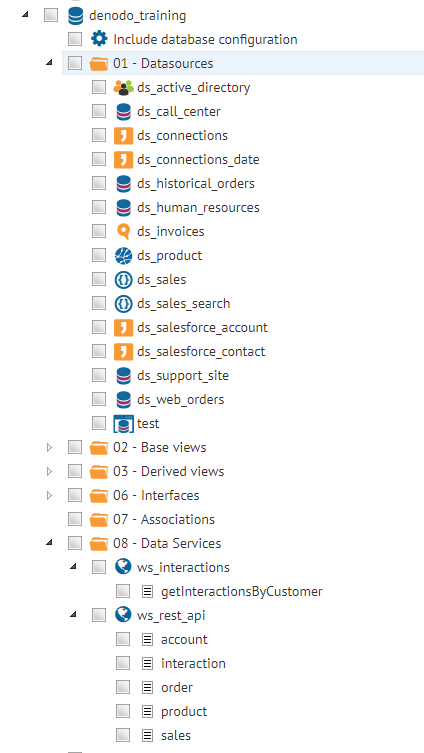 denodo_training
Include database configuration
01 - Datasources
ds_active_directory
ds_call_center
ds_connections
ds_connections_date
ds_historical_orders
ds_human_resources
ds_invoices
ds_product
ds_sales
ds_sales_search
ds_salesforce_account
ds_salesforce_contact
ds_support_site
ds_web_orders
test
02 - Base views
03 - Derived views
06 - Interfaces
07 - Associations
08 - Data Services
ws_interactions
getInteractionsByCustomer
ws_rest_api
account
interaction
order
product
sales